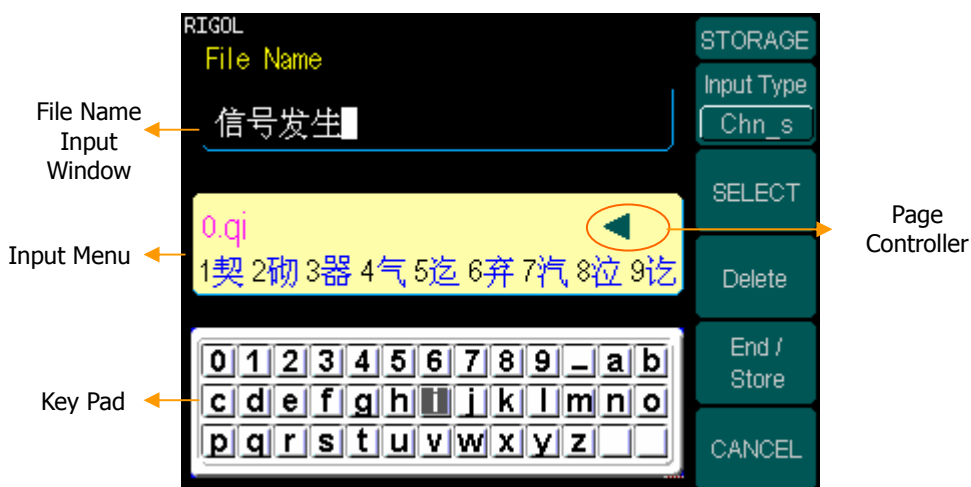 RIGOL
File Name
信号发生
0.qi
1契 2砌 3器 4气 5迄 6弃 7汽 8泣 9讫
0 1 2 3 4 5 6 7 8 9 _ a b
c d e f g h i j k l m n o
p q r s t u v w x y z
STORAGE
Input Type
Chn_s
SELECT
Delete
End /
Store
CANCEL
File Name
Input
Window
Input Menu
Key Pad
Page
Controller